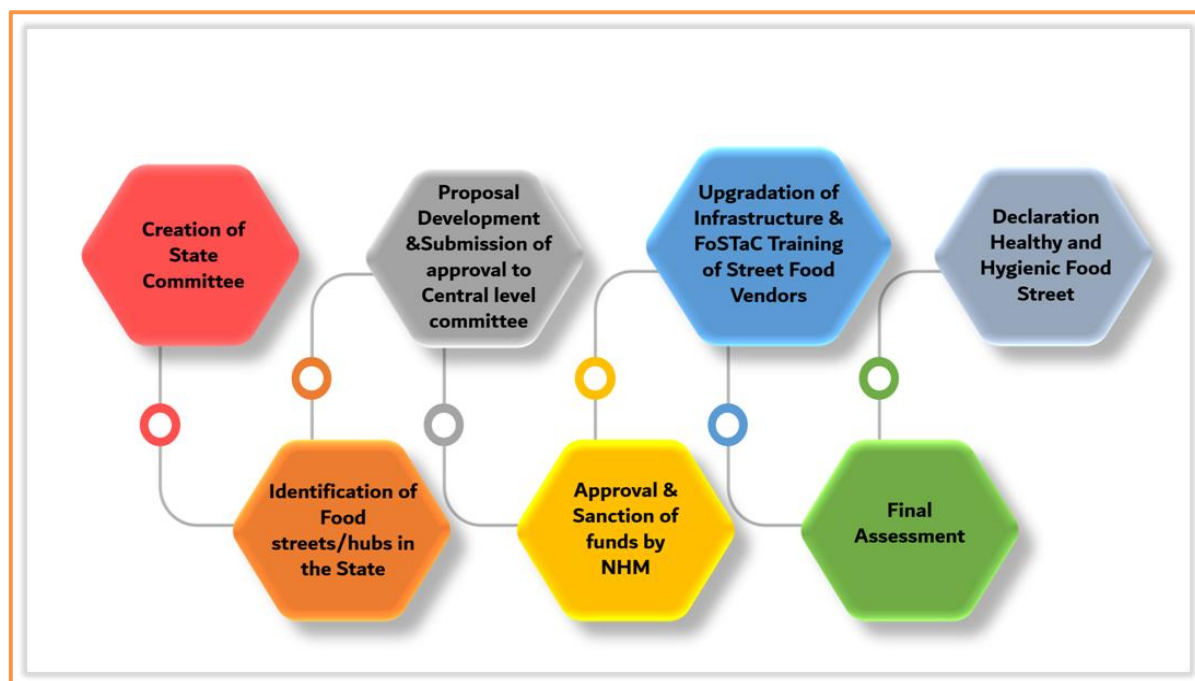 Creation of
State
Committee
Identification of
Food
streets/hubs in
the State
Proposal
Development
&Submission of
approval to
Central level
committee
Approval &
Sanction of
funds by
NHM
Upgradation of
Infrastructure &
FoSTaC Training
of Street Food
Vendors
Final
Assessment
Declaration
Healthy and
Hygienic Food
Street